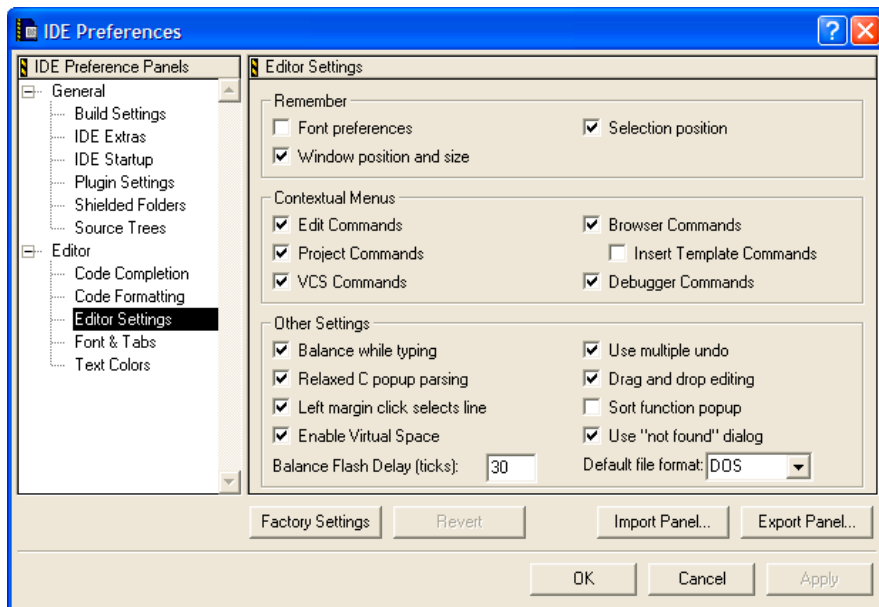 IDE Preferences
IDE Preference Panels
General
Build Settings
IDE Extras
IDE Startup
Plugin Settings
Shielded Folders
Source Trees
Editor
Code Completion
Code Formatting
Editor Settings
Font & Tabs
Text Colors
Editor Settings
Remember
Font preferences
Selection position
Window position and size
Contextual Menus
Edit Commands
Browser Commands
Project Commands
Insert Template Commands
VCS Commands
Debugger Commands
Other Settings
Balance while typing
Use multiple undo
Relaxed C popup parsing
Drag and drop editing
Left margin click selects line
Sort function popup
Enable Virtual Space
Use "not found" dialog
Balance Flash Delay (ticks): 30
Default file format: DOS
Factory Settings
Revert
Import Panel...
Export Panel...
OK
Cancel
Apply